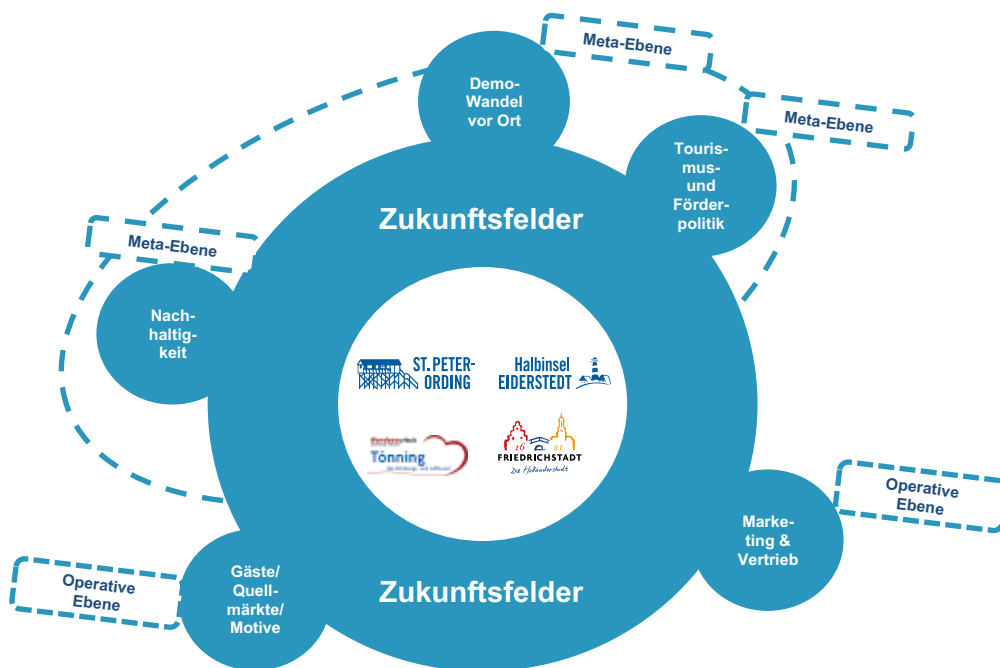 Meta-Ebene
Demo-
Wandel
vor Ort
Meta-Ebene
Touris-
mus-
und
Förder-
politik
Zukunftsfelder
Meta-Ebene
Nach-
haltig-
keit
ST. PETER-
ORDING
Halbinsel
EIDERSTEDT
Tönning
16 21
FRIEDRICHSTADT
Die Holländerstadt
Operative
Ebene
Marke-
ting &
Vertrieb
Gäste/
Quell-
märkte/
Motive
Operative
Ebene
Zukunftsfelder